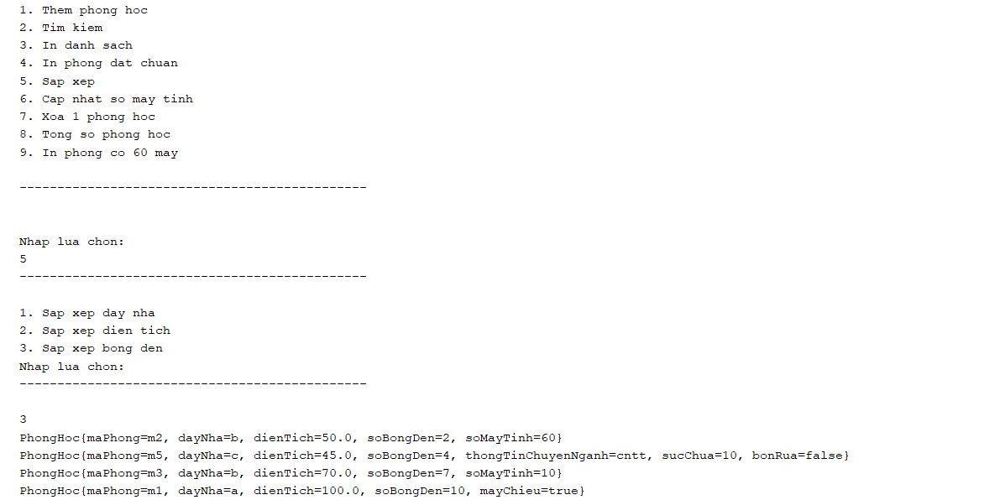 1. Them phong hoc
2. Tim kiem
3. In danh sach
4. In phong dat chuan
5. Sap xep
6. Cap nhat so may tinh
7. Xoa 1 phong hoc
8. Tong so phong hoc
9. In phong co 60 may
----------------------------------------------
Nhap lua chon:
5
----------------------------------------------
1. Sap xep day nha
2. Sap xep dien tich
3. Sap xep bong den
Nhap lua chon:
----------------------------------------------
3
PhongHoc{maPhong=m2, dayNha=b, dienTich=50.0, soBongDen=2, soMayTinh=60}
PhongHoc{maPhong=m5, dayNha=c, dienTich=45.0, soBongDen=4, thongTinChuyenNganh=cntt, sucChua=10, bonRua=false}
PhongHoc{maPhong=m3, dayNha=b, dienTich=70.0, soBongDen=7, soMayTinh=10}
PhongHoc{maPhong=m1, dayNha=a, dienTich=100.0, soBongDen=10, mayChieu=true}